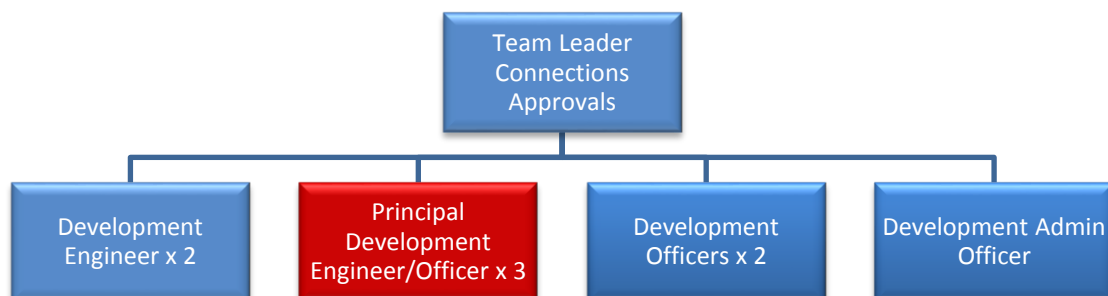 Team Leader
Connections
Approvals
Development
Engineer x 2
Principal
Development
Engineer/Officer x 3
Development
Officers x 2
Development Admin
Officer